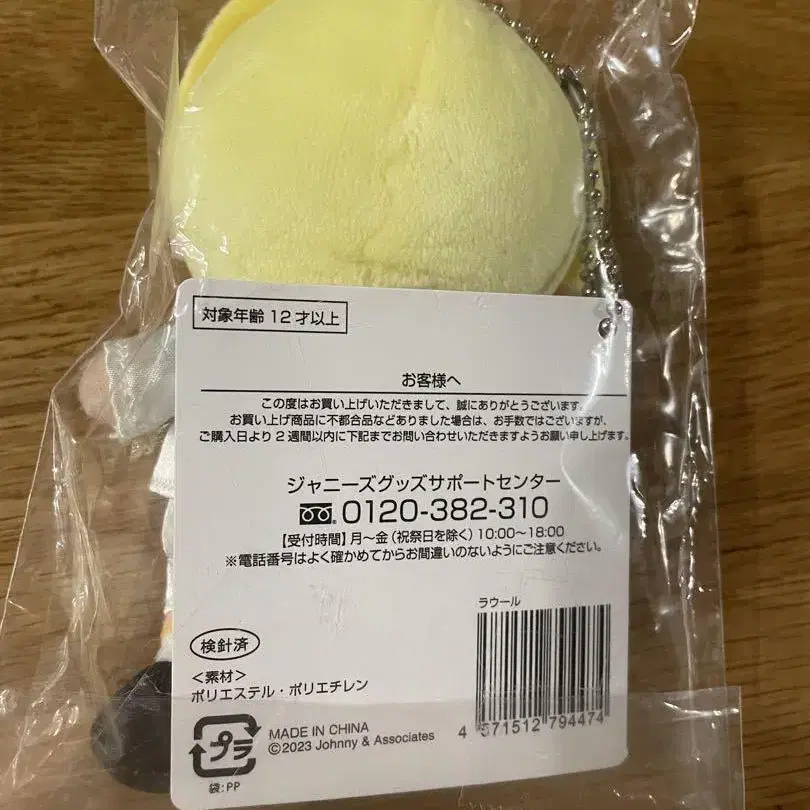 対象年齢 12才以上
お客様へ
この度はお買い上げいただきまして、誠にありがとうございます。
お買い上げ商品に不都合品などありました場合は、お手数ではございますが、
ご購入日より2週間以内に下記までお問い合わせいただきますようお願い申し上げます。
ジャニーズグッズサポートセンター
0120-382-310
【受付時間】月～金（祝祭日を除く）10:00～18:00
※電話番号はよく確かめてからお間違いのないようにご注意ください。
ラウール
検針済
＜素材＞
ポリエステル・ポリエチレン
4 571512 794474
プラ
MADE IN CHINA
©2023 Johnny & Associates
袋:PP